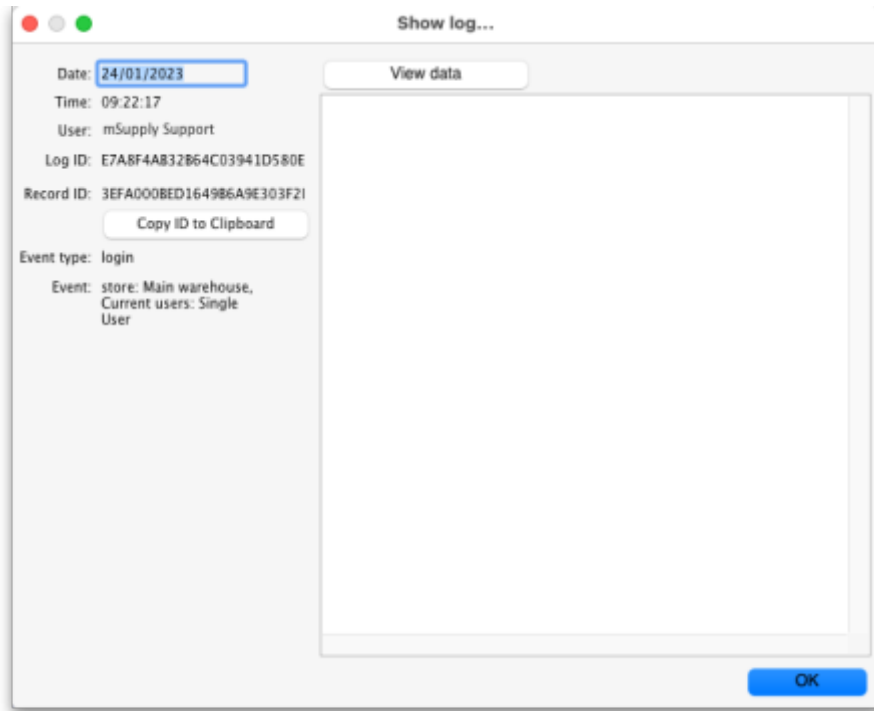 Show log...
Date: 24/01/2023
View data
Time: 09:22:17
User: mSupply Support
Log ID: E7A8F4A832B64C03941D580E
Record ID: 3EFA000BED1649B6A9E303F2
Copy ID to Clipboard
Event type: login
Event: store: Main warehouse,
Current users: Single
User
OK